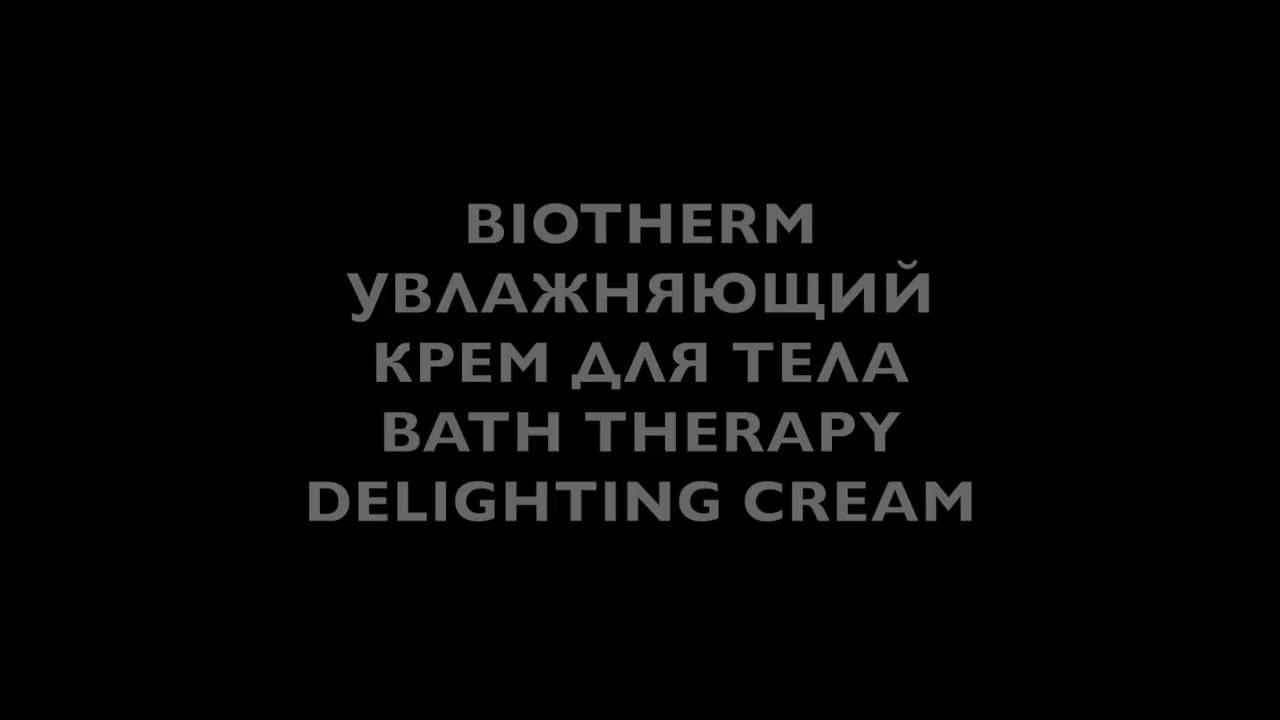 BIOTHERM
УВЛАЖНЯЮЩИЙ
КРЕМ ДЛЯ ТЕЛА
BATH THERAPY
DELIGHTING CREAM